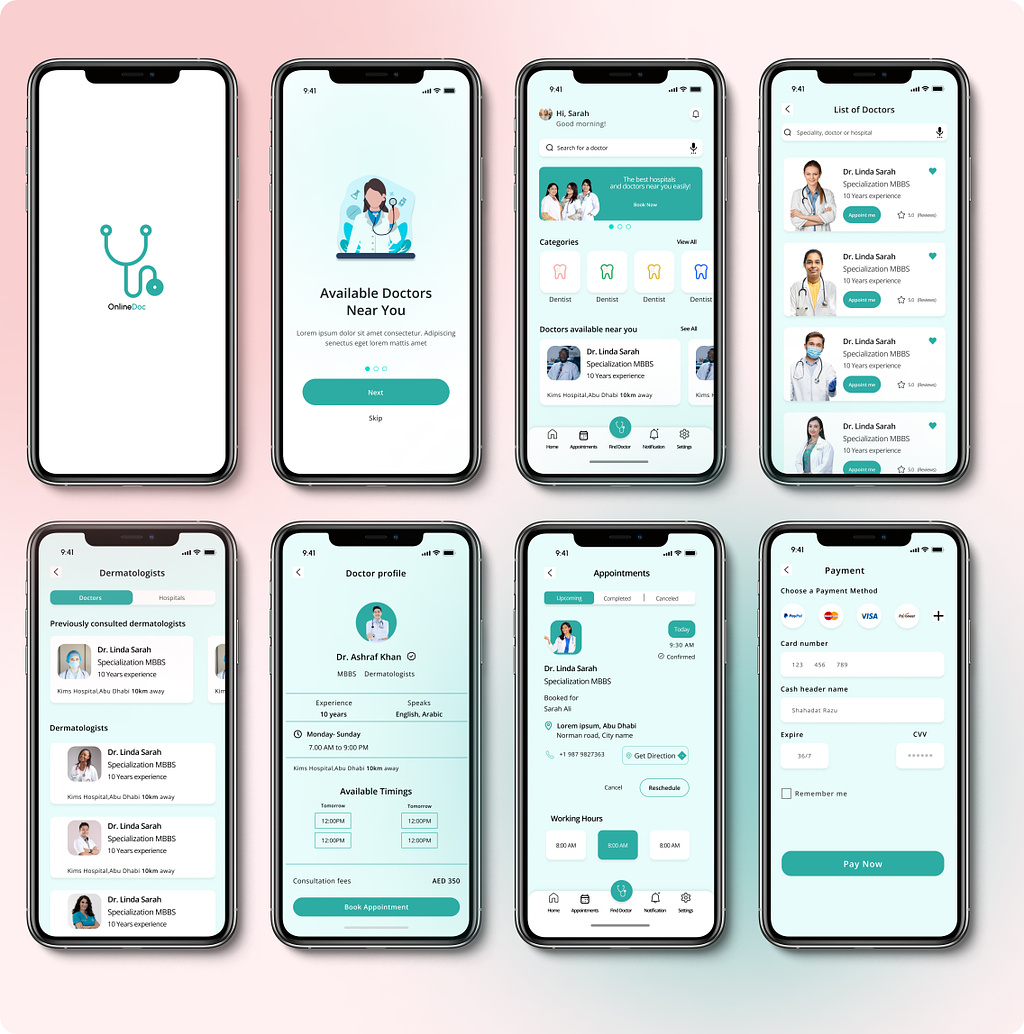 OnlineDoc
9:41
Available Doctors
Near You
Lorem ipsum dolor sit amet consectetur. Adipiscing
senectus eget lorem mattis amet
Next
Skip
9:41
Hi, Sarah
Good morning!
Search for a doctor
The best hospitals
and doctors near you easily!
Book Now
Categories
View All
Dentist
Dentist
Dentist
Dentist
Doctors available near you
See All
Dr. Linda Sarah
Specialization MBBS
10 Years experience
Kims Hospital,Abu Dhabi 10km away
Kims
Home
Appointments
Find Doctor
Notification
Settings
9:41
List of Doctors
Speciality, doctor or hospital
Dr. Linda Sarah
Specialization MBBS
10 Years experience
Appoint me
5.0 (Reviews)
Dr. Linda Sarah
Specialization MBBS
10 Years experience
Appoint me
5.0 (Reviews)
Dr. Linda Sarah
Specialization MBBS
10 Years experience
Appoint me
5.0 (Reviews)
Dr. Linda Sarah
Specialization MBBS
10 Years experience
Appoint me
5.0 (Reviews)
9:41
Dermatologists
Doctors
Hospitals
Previously consulted dermatologists
Dr. Linda Sarah
Specialization MBBS
10 Years experience
Kims Hospital,Abu Dhabi 10km away
Dermatologists
Dr. Linda Sarah
Specialization MBBS
10 Years experience
Kims Hospital,Abu Dhabi 10km away
Dr. Linda Sarah
Specialization MBBS
10 Years experience
Kims Hospital,Abu Dhabi 10km away
Dr. Linda Sarah
Specialization MBBS
10 Years experience
9:41
Doctor profile
Dr. Ashraf Khan
MBBS Dermatologists
Experience
10 years
Speaks
English, Arabic
Monday- Sunday
7.00 AM to 9:00 PM
Kims Hospital,Abu Dhabi 10km away
Available Timings
Tomorrow
Tomorrow
12:00PM
12:00PM
12:00PM
12:00PM
Consultation fees
AED 350
Book Appointment
9:41
Appointments
Upcoming
Completed
Canceled
Today
9:30 AM
Confirmed
Dr. Linda Sarah
Specialization MBBS
Booked for
Sarah Ali
Lorem ipsum, Abu Dhabi
Norman road, City name
+1 987 9827363
Get Direction
Cancel
Reschedule
Working Hours
8:00 AM
8:00 AM
8:00 AM
Home
Appointments
Find Doctor
Notification
Settings
9:41
Payment
Choose a Payment Method
PayPal
VISA
Card number
123 456 789
Cash header name
Shahadat Razu
Expire
CVV
36/7
******
Remember me
Pay Now